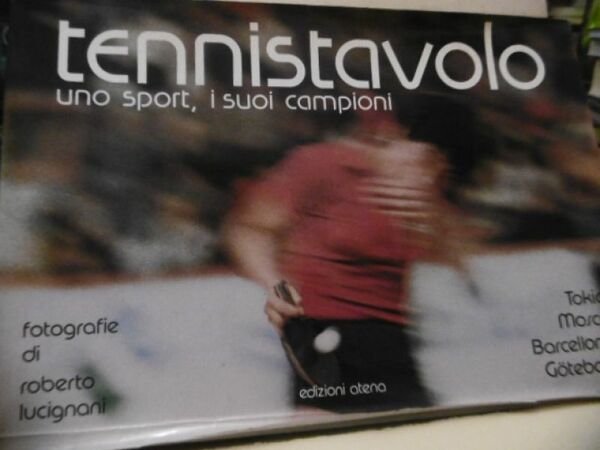 tennistavolo
uno sport, i suoi campioni
fotografie
di
roberto
lucignani
edizioni atena